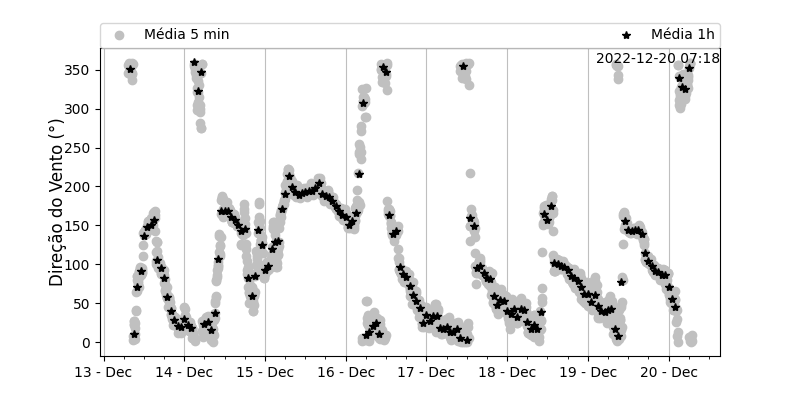 Média 5 min
Média 1h
2022-12-20 07:18
Direção do Vento (°)
350
300
250
200
150
100
50
0
13 - Dec
14 - Dec
15 - Dec
16 - Dec
17 - Dec
18 - Dec
19 - Dec
20 - Dec